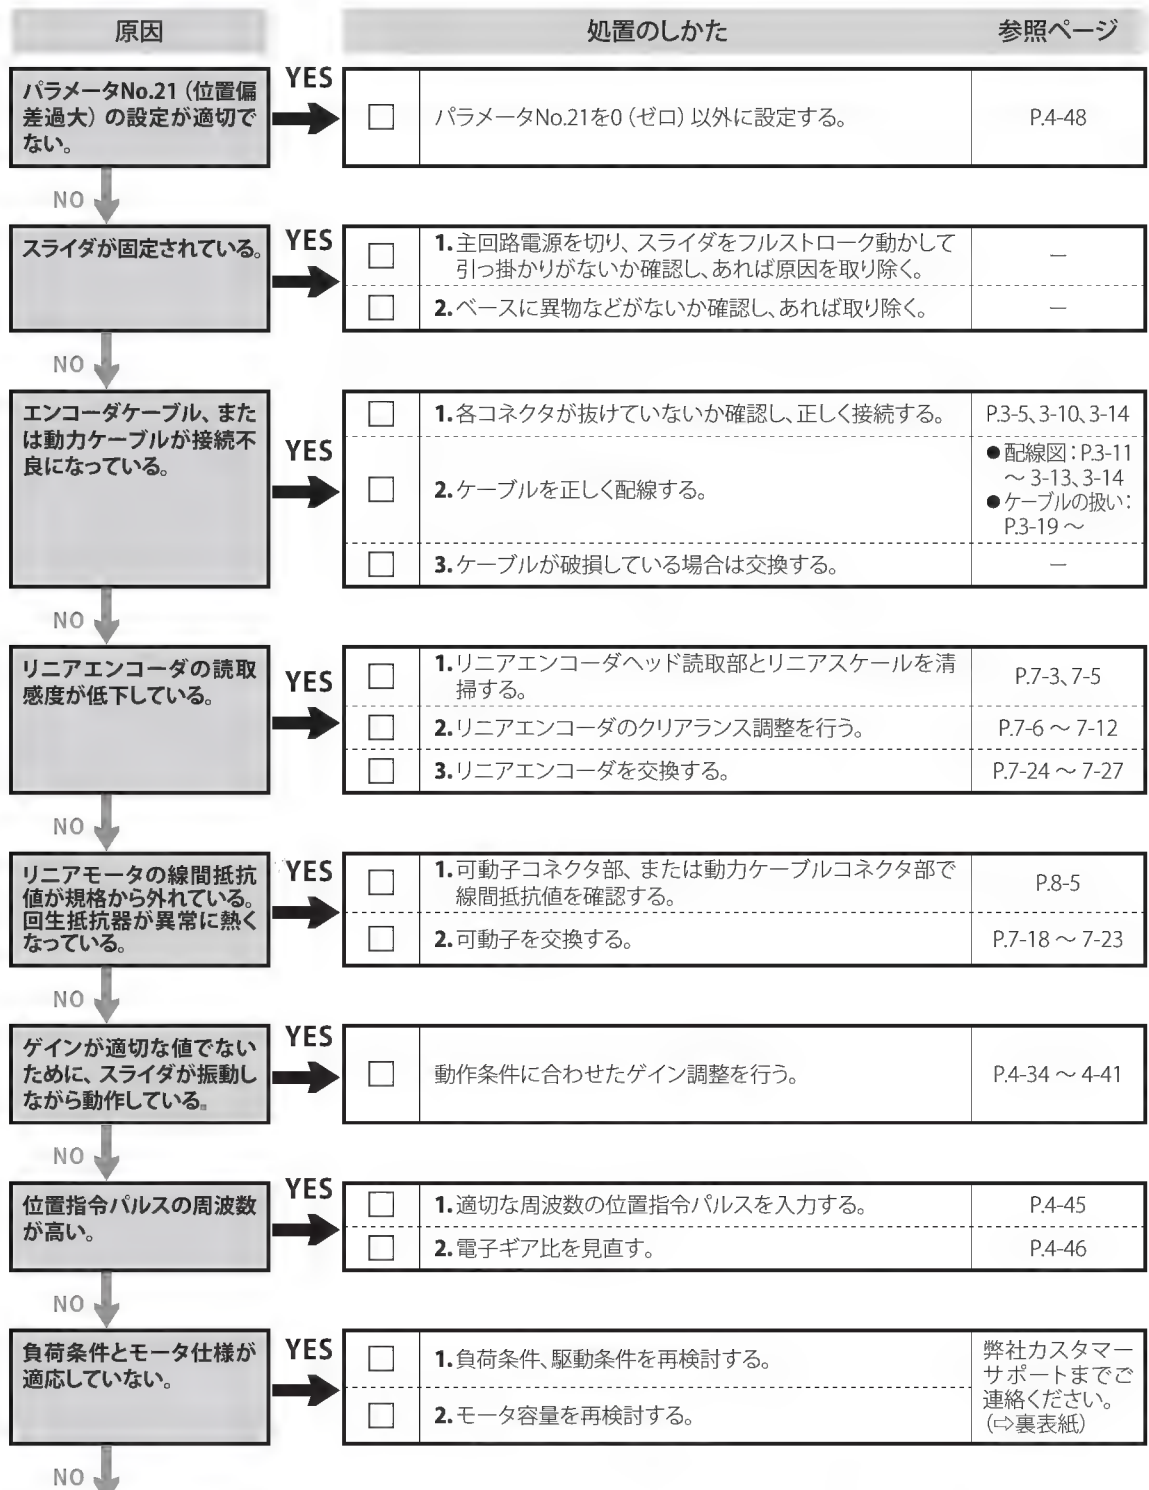 原因
処置のしかた
参照ページ
パラメータNo.21（位置偏
差過大）の設定が適切で
ない。
YES
□
パラメータNo.21を0（ゼロ）以外に設定する。
P.4-48
NO
スライダが固定されている。
YES
□
1.主回路電源を切り、スライダをフルストローク動かして
引っ掛かりがないか確認し、あれば原因を取り除く。
－
□
2.ベースに異物などがないか確認し、あれば取り除く。
－
NO
エンコーダケーブル、また
は動力ケーブルが接続不
良になっている。
YES
□
1.各コネクタが抜けていないか確認し、正しく接続する。
P.3-5、3-10、3-14
□
2.ケーブルを正しく配線する。
●配線図：P.3-11
～3-13、3-14
●ケーブルの扱い：
P.3-19～
□
3.ケーブルが破損している場合は交換する。
－
NO
リニアエンコーダの読取
感度が低下している。
YES
□
1.リニアエンコーダヘッド読取部とリニアスケールを清
掃する。
P.7-3、7-5
□
2.リニアエンコーダのクリアランス調整を行う。
P.7-6～7-12
□
3.リニアエンコーダを交換する。
P.7-24～7-27
NO
リニアモータの線間抵抗
値が規格から外れている。
回生抵抗器が異常に熱く
なっている。
YES
□
1.可動子コネクタ部、または動力ケーブルコネクタ部で
線間抵抗値を確認する。
P.8-5
□
2.可動子を交換する。
P.7-18～7-23
NO
ゲインが適切な値でない
ために、スライダが振動し
ながら動作している。
YES
□
動作条件に合わせたゲイン調整を行う。
P.4-34～4-41
NO
位置指令パルスの周波数
が高い。
YES
□
1.適切な周波数の位置指令パルスを入力する。
P.4-45
□
2.電子ギア比を見直す。
P.4-46
NO
負荷条件とモータ仕様が
適応していない。
YES
□
1.負荷条件、駆動条件を再検討する。
□
2.モータ容量を再検討する。
弊社カスタマー
サポートまでご
連絡ください。
（⇨裏表紙）
NO